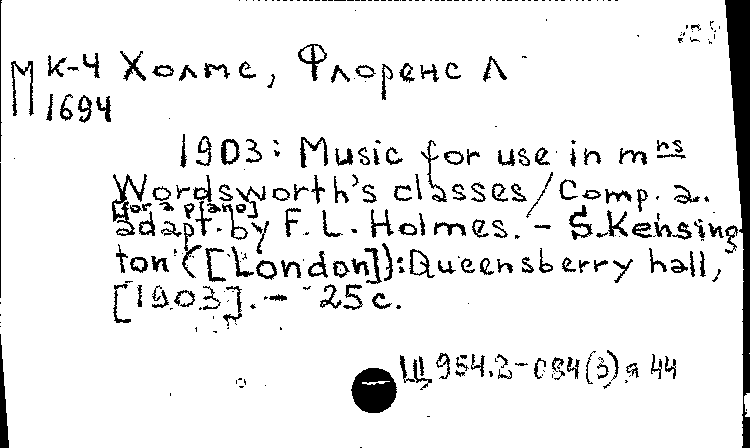 М К-4 Холмс, Флоренс Л
1694
1903: Music for use in mrs
Wordsworth's classes / Comp. a.
[for a piano]
adapt. by F. L. Holmes. - S. Kensing-
ton ([London]): Queensberry hall,
[1903]. - 25 c.
Щ 954.2-084(3)я 44